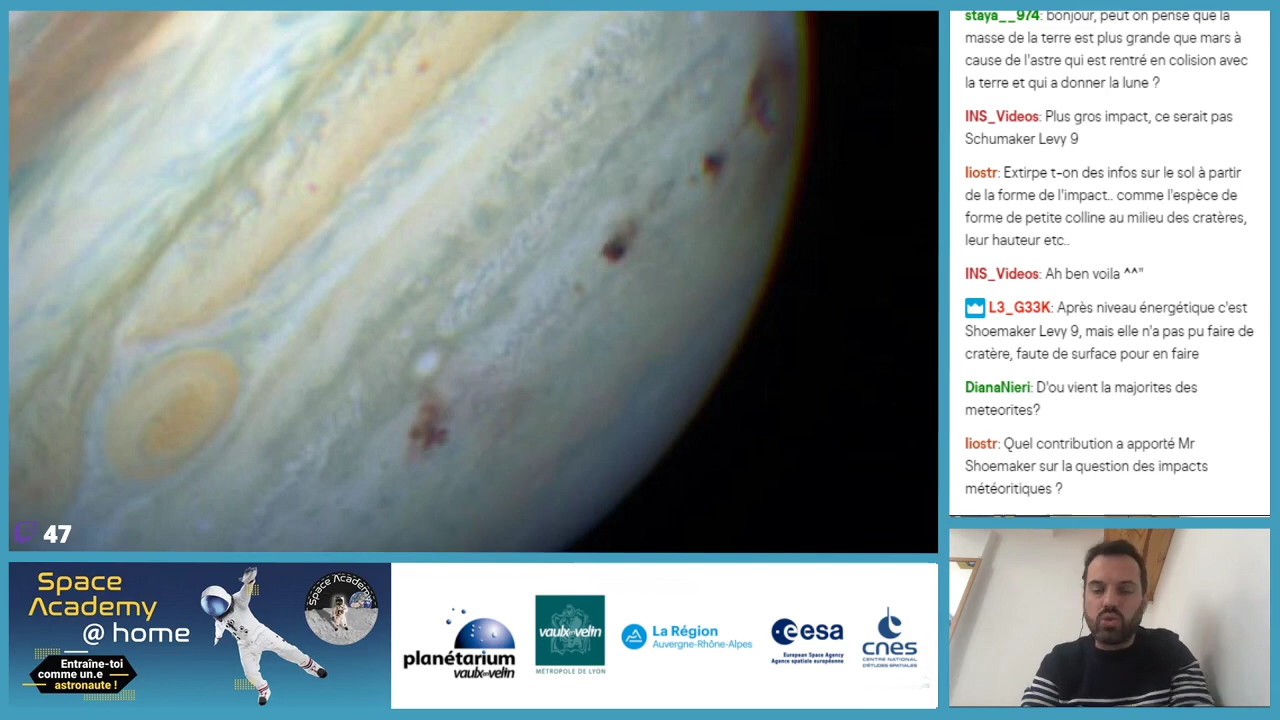 staya__974: bonjour, peut on pensé que la
masse de la terre est plus grande que mars à
cause de l'astre qui est rentré en colision avec
la terre et qui a donner la lune ?
INS_Videos: Plus gros impact, ce serait pas
Schumaker Levy 9
liostr: Extirpe t-on des infos sur le sol à partir
de la forme de l'impact.. comme l'espèce de
forme de petite colline au milieu des cratères,
leur hauteur etc..
INS_Videos: Ah ben voila ^^"
L3_G33K: Après niveau énergétique c'est
Shoemaker Levy 9, mais elle n'a pas pu faire de
cratère, faute de surface pour en faire
DianaNieri: D'ou vient la majorites des
meteorites?
liostr: Quel contribution a apporté Mr
Shoemaker sur la question des impacts
météoritiques ?
47
Space
Academy
@ home
Entraîne-toi
comme un.e
astronaute !
Space Academy
planétarium
vaulxenvelin
vaulxenvelin
MÉTROPOLE DE LYON
La Région
Auvergne-Rhône-Alpes
esa
European Space Agency
Agence spatiale européenne
cnes
CENTRE NATIONAL
D'ÉTUDES SPATIALES